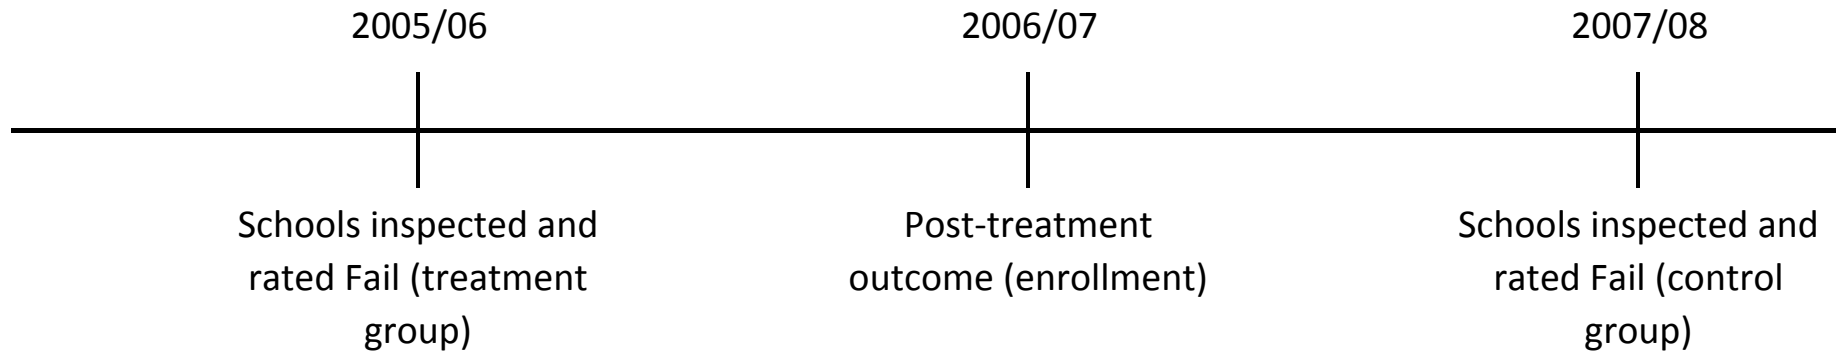 2005/06
2006/07
2007/08
Schools inspected and
rated Fail (treatment
group)
Post-treatment
outcome (enrollment)
Schools inspected and
rated Fail (control
group)